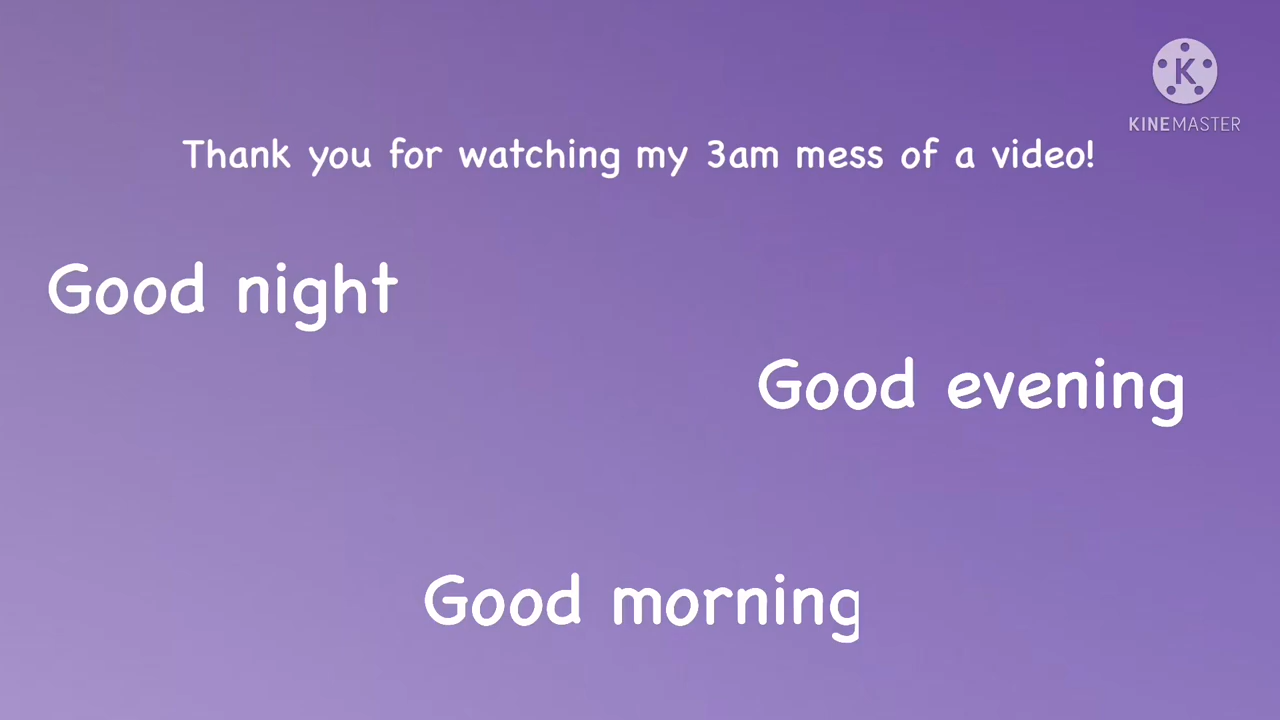 K
KINEMASTER
Thank you for watching my 3am mess of a video!
Good night
Good evening
Good morning